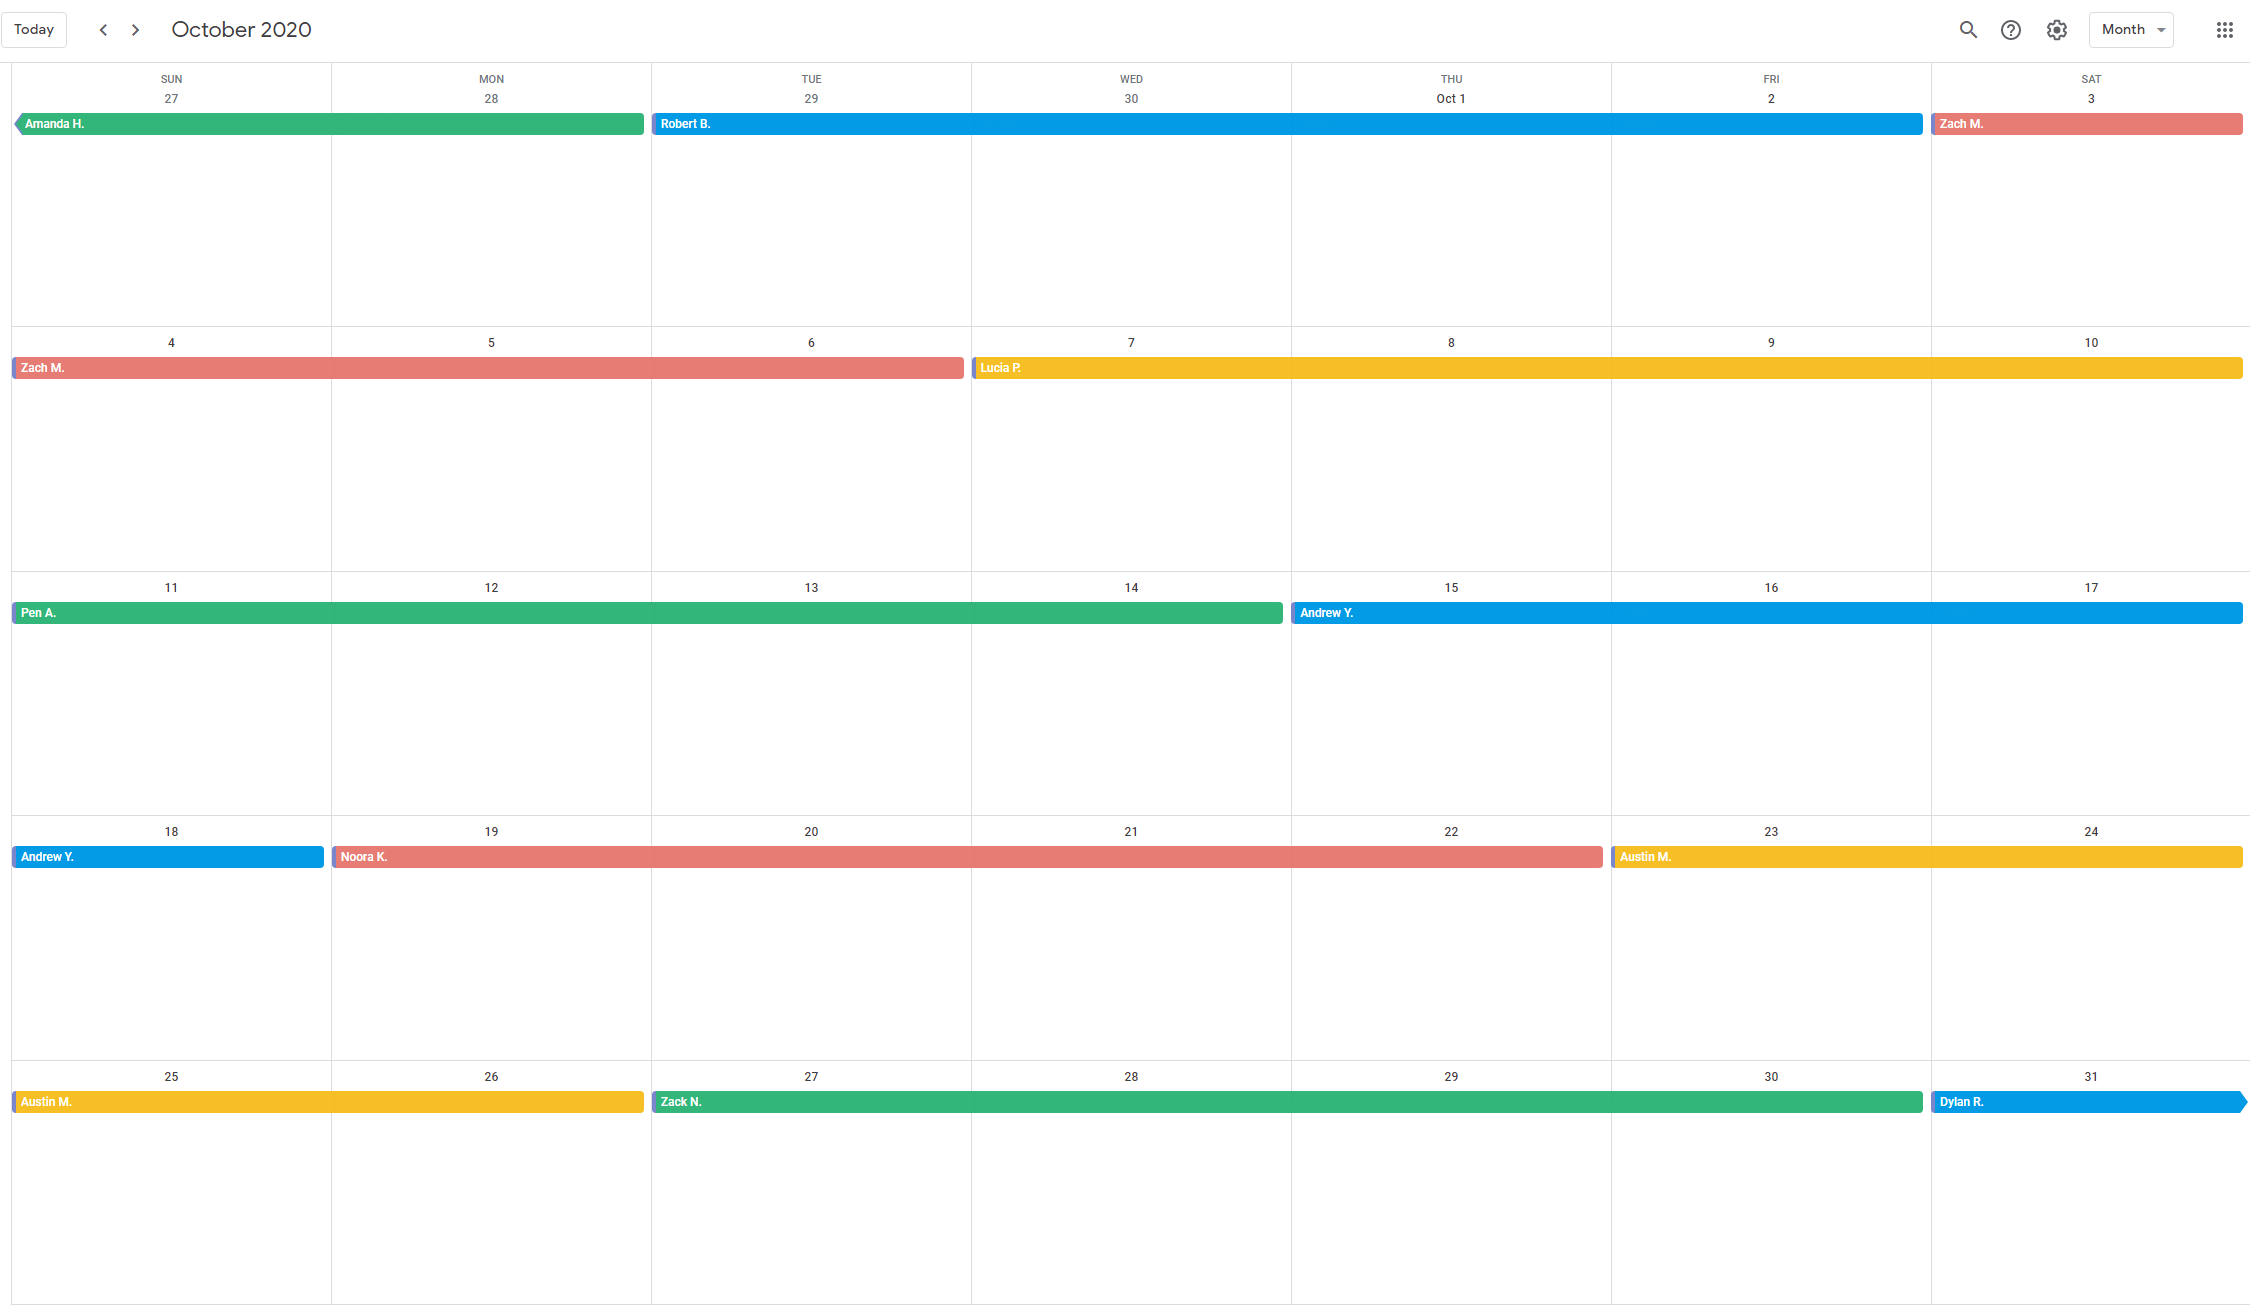 Today October 2020 Month
SUN MON TUE WED THU FRI SAT
27 28 29 30 Oct 1 2 3
Amanda H. Robert B. Zach M.
4 5 6 7 8 9 10
Zach M. Lucia P.
11 12 13 14 15 16 17
Pen A. Andrew Y.
18 19 20 21 22 23 24
Andrew Y. Noora K. Austin M.
25 26 27 28 29 30 31
Austin M. Zack N. Dylan R.